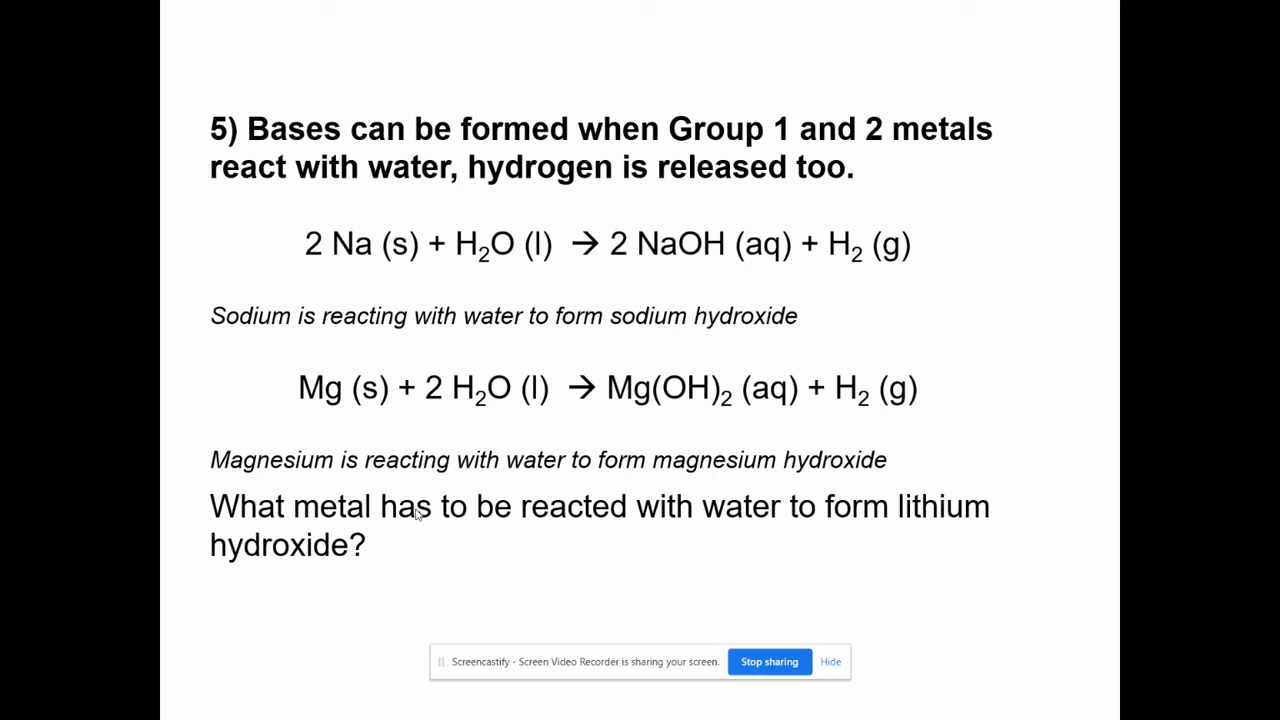 5) Bases can be formed when Group 1 and 2 metals
react with water, hydrogen is released too.
2 Na (s) + H₂O (l) → 2 NaOH (aq) + H₂ (g)
Sodium is reacting with water to form sodium hydroxide
Mg (s) + 2 H₂O (l) → Mg(OH)₂ (aq) + H₂ (g)
Magnesium is reacting with water to form magnesium hydroxide
What metal has to be reacted with water to form lithium
hydroxide?
Screencastify - Screen Video Recorder is sharing your screen. Stop sharing Hide